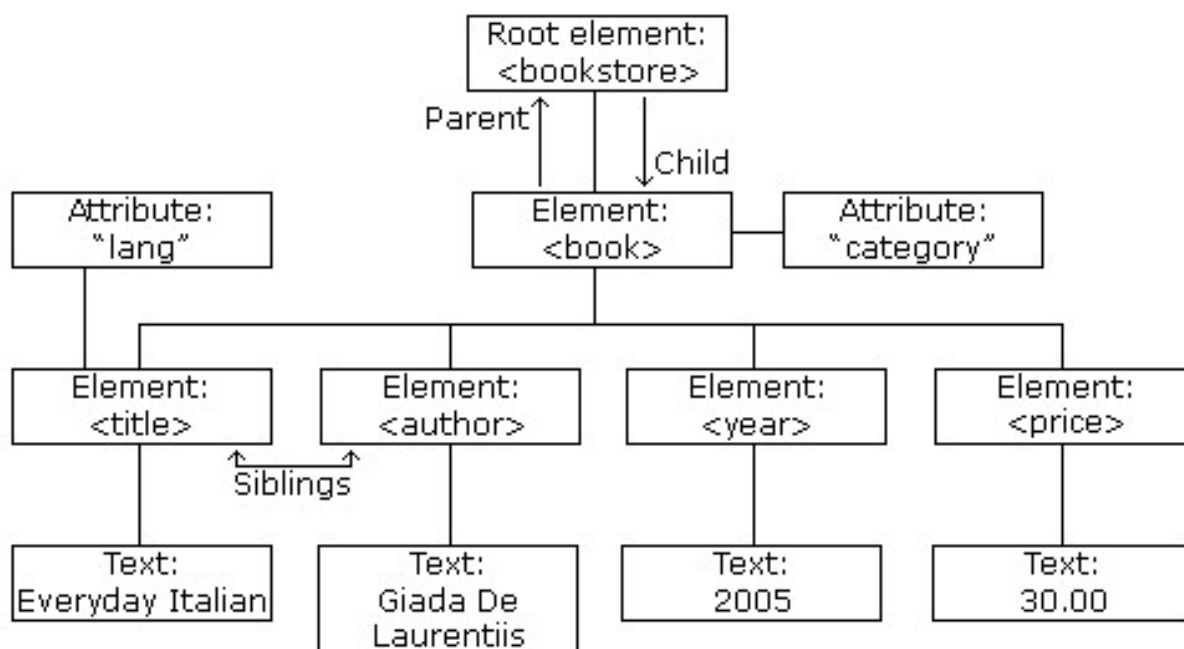 Root element:
<bookstore>
Parent
Child
Attribute:
“lang”
Element:
<book>
Attribute:
“category”
Element:
<title>
Element:
<author>
Element:
<year>
Element:
<price>
Siblings
Text:
Everyday Italian
Text:
Giada De
Laurentiis
Text:
2005
Text:
30.00